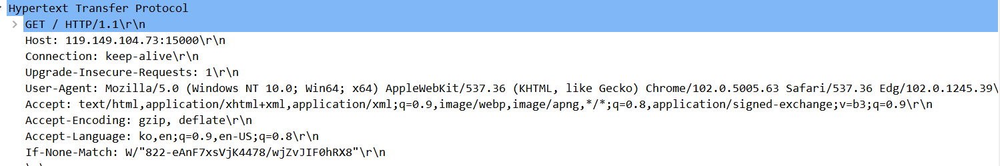 Hypertext Transfer Protocol
GET / HTTP/1.1\r\n
Host: 119.149.104.73:15000\r\n
Connection: keep-alive\r\n
Upgrade-Insecure-Requests: 1\r\n
User-Agent: Mozilla/5.0 (Windows NT 10.0; Win64; x64) AppleWebKit/537.36 (KHTML, like Gecko) Chrome/102.0.5005.63 Safari/537.36 Edg/102.0.1245.39\
Accept: text/html,application/xhtml+xml,application/xml;q=0.9,image/webp,image/apng,*/*;q=0.8,application/signed-exchange;v=b3;q=0.9\r\n
Accept-Encoding: gzip, deflate\r\n
Accept-Language: ko,en;q=0.9,en-US;q=0.8\r\n
If-None-Match: W/"822-eAnF7xsVjK4478/wjZvJIF0hRX8"\r\n